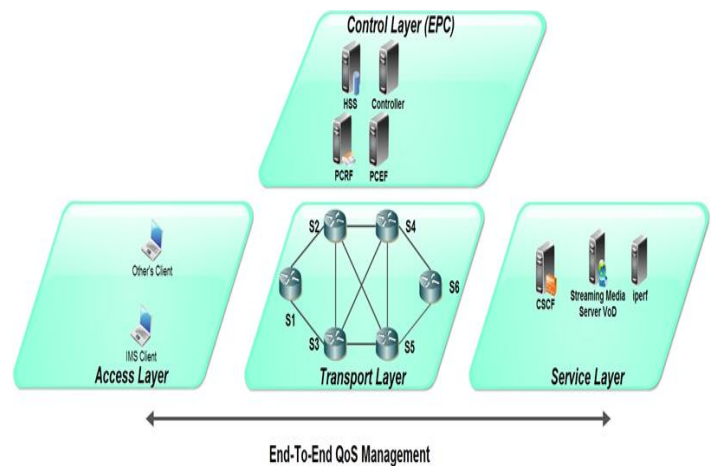 Control Layer (EPC)
HSS
Controller
PCRF
PCEF
Other's Client
IMS Client
Access Layer
S2
S4
S1
S6
S3
S5
Transport Layer
CSCF
Streaming Media
Server VoD
iperf
Service Layer
End-To-End QoS Management